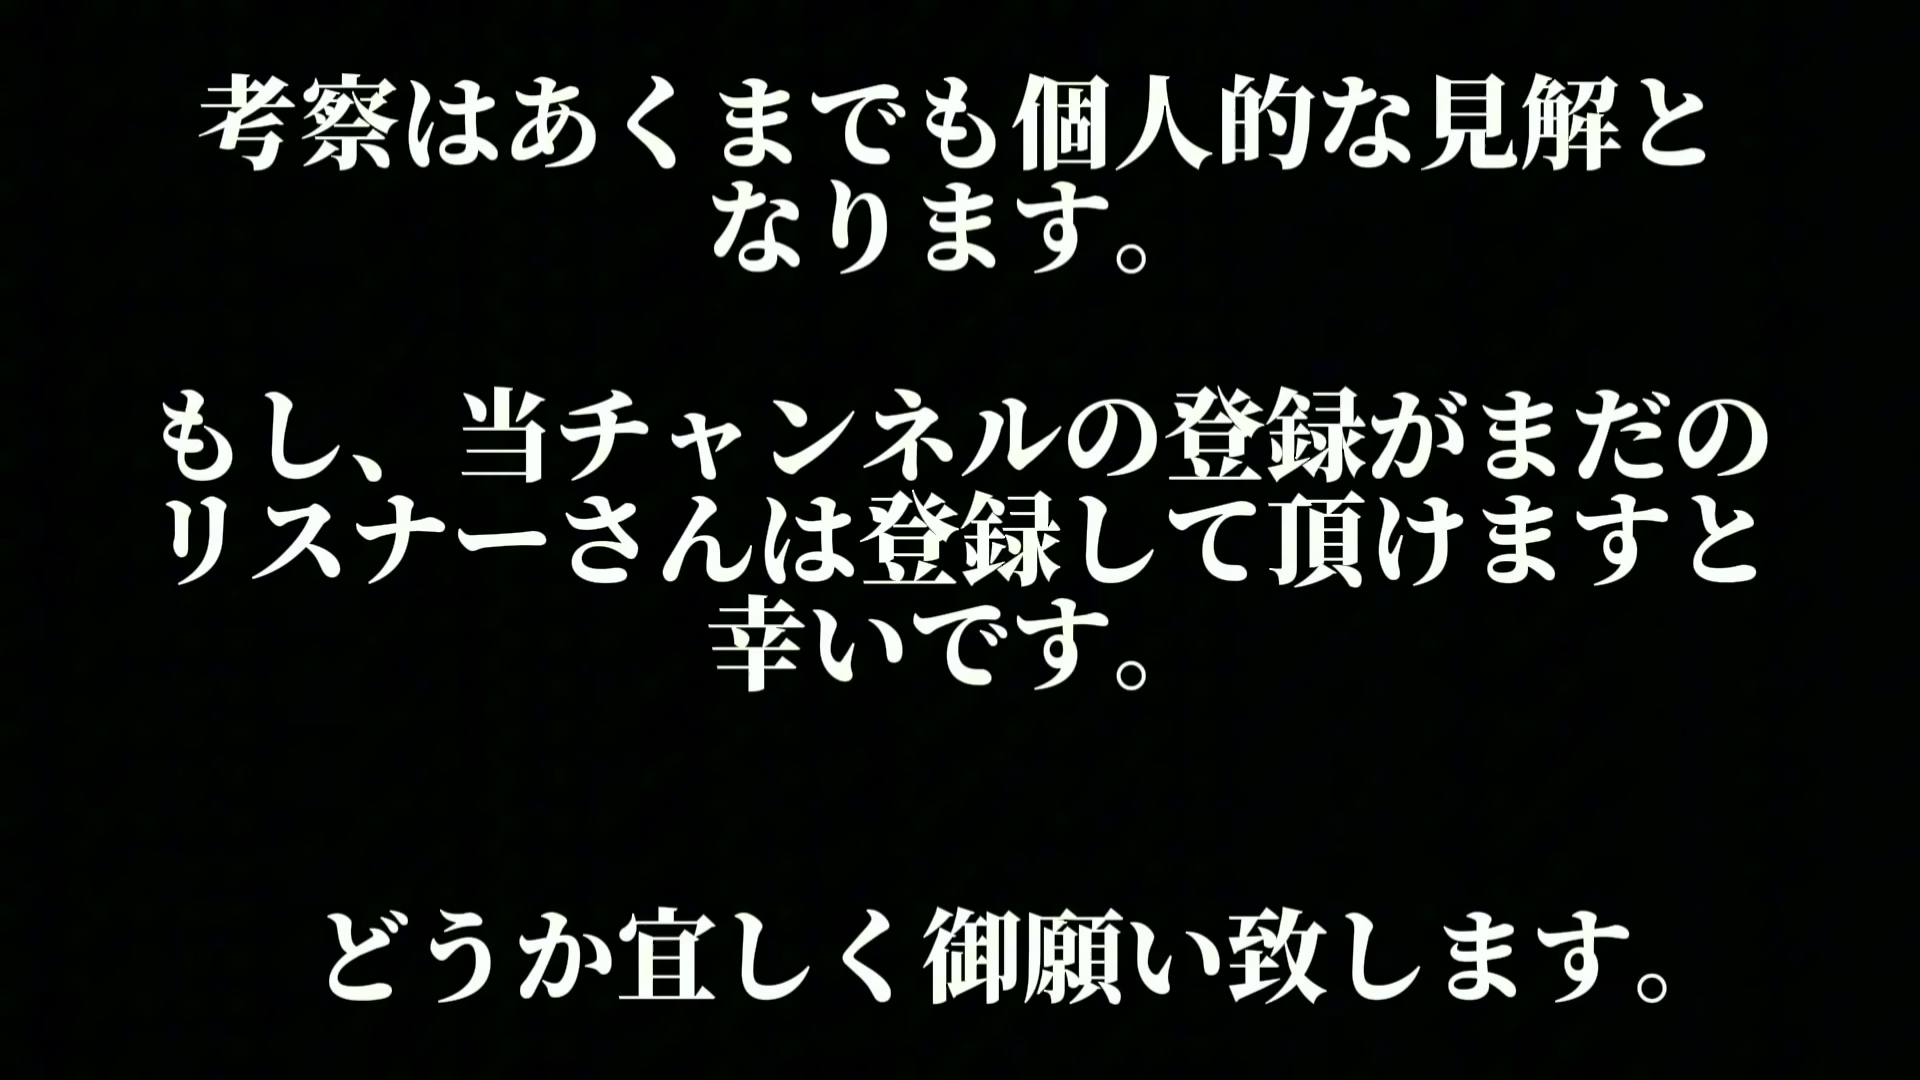 考察はあくまでも個人的な見解と
なります。
もし、当チャンネルの登録がまだの
リスナーさんは登録して頂けますと
幸いです。
どうか宜しく御願い致します。